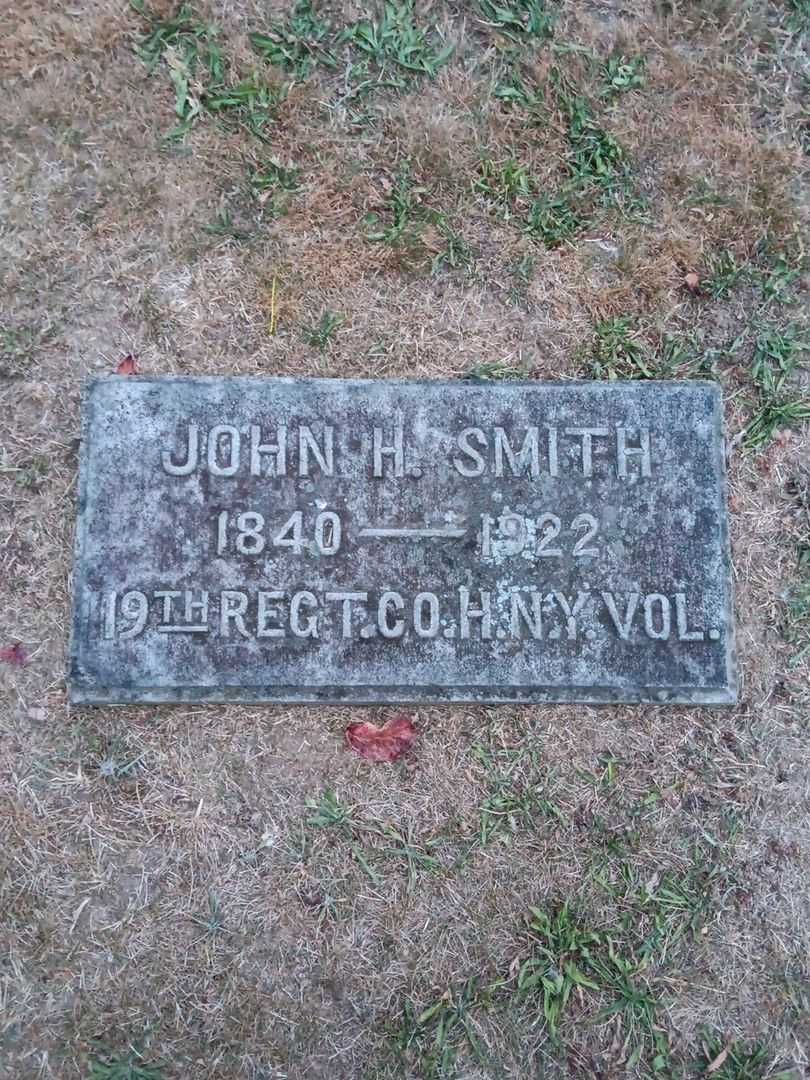 JOHN H. SMITH
1840 — 1922
19TH REGT. CO. H. N.Y. VOL.